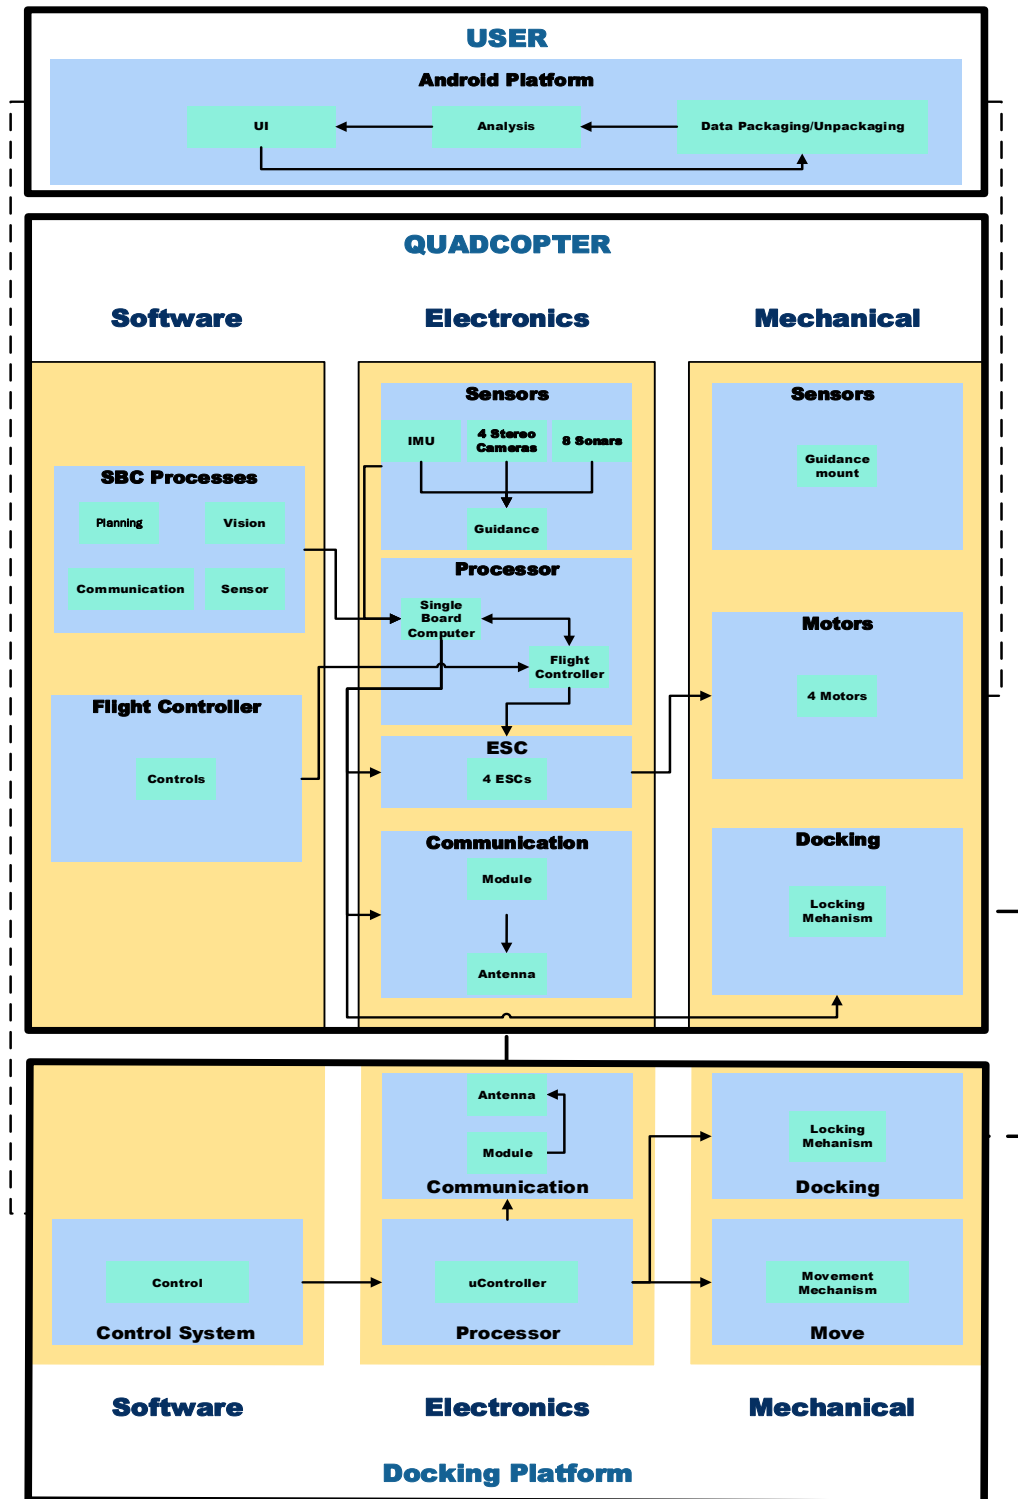 USER
Android Platform
UI
Analysis
Data Packaging/Unpackaging
QUADCOPTER
Software
Electronics
Mechanical
SBC Processes
Planning
Vision
Communication
Sensor
Flight Controller
Controls
Sensors
IMU
4 Stereo
Cameras
8 Sonars
Guidance
Processor
Single
Board
Computer
Flight
Controller
ESC
4 ESCs
Communication
Module
Antenna
Sensors
Guidance
mount
Motors
4 Motors
Docking
Locking
Mehanism
Control
Control System
Antenna
Module
Communication
uController
Processor
Locking
Mehanism
Docking
Movement
Mechanism
Move
Software
Electronics
Mechanical
Docking Platform